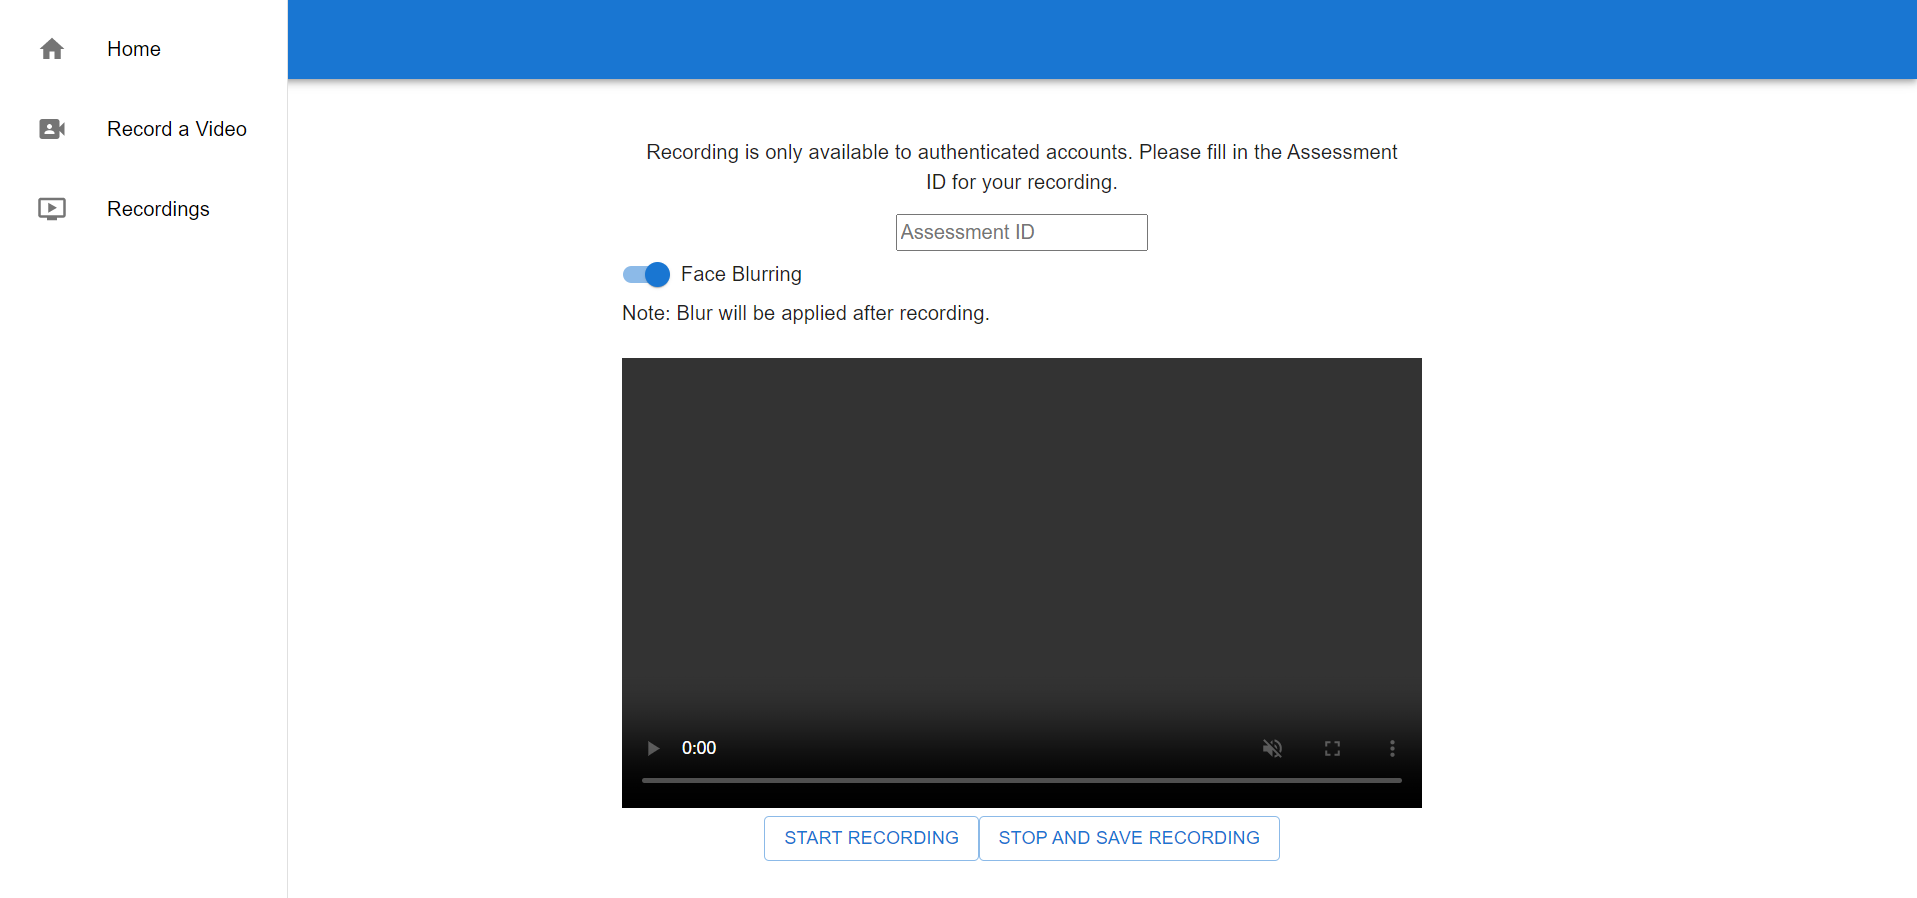 Home
Record a Video
Recordings
Recording is only available to authenticated accounts. Please fill in the Assessment
ID for your recording.
Assessment ID
Face Blurring
Note: Blur will be applied after recording.
0:00
START RECORDING
STOP AND SAVE RECORDING